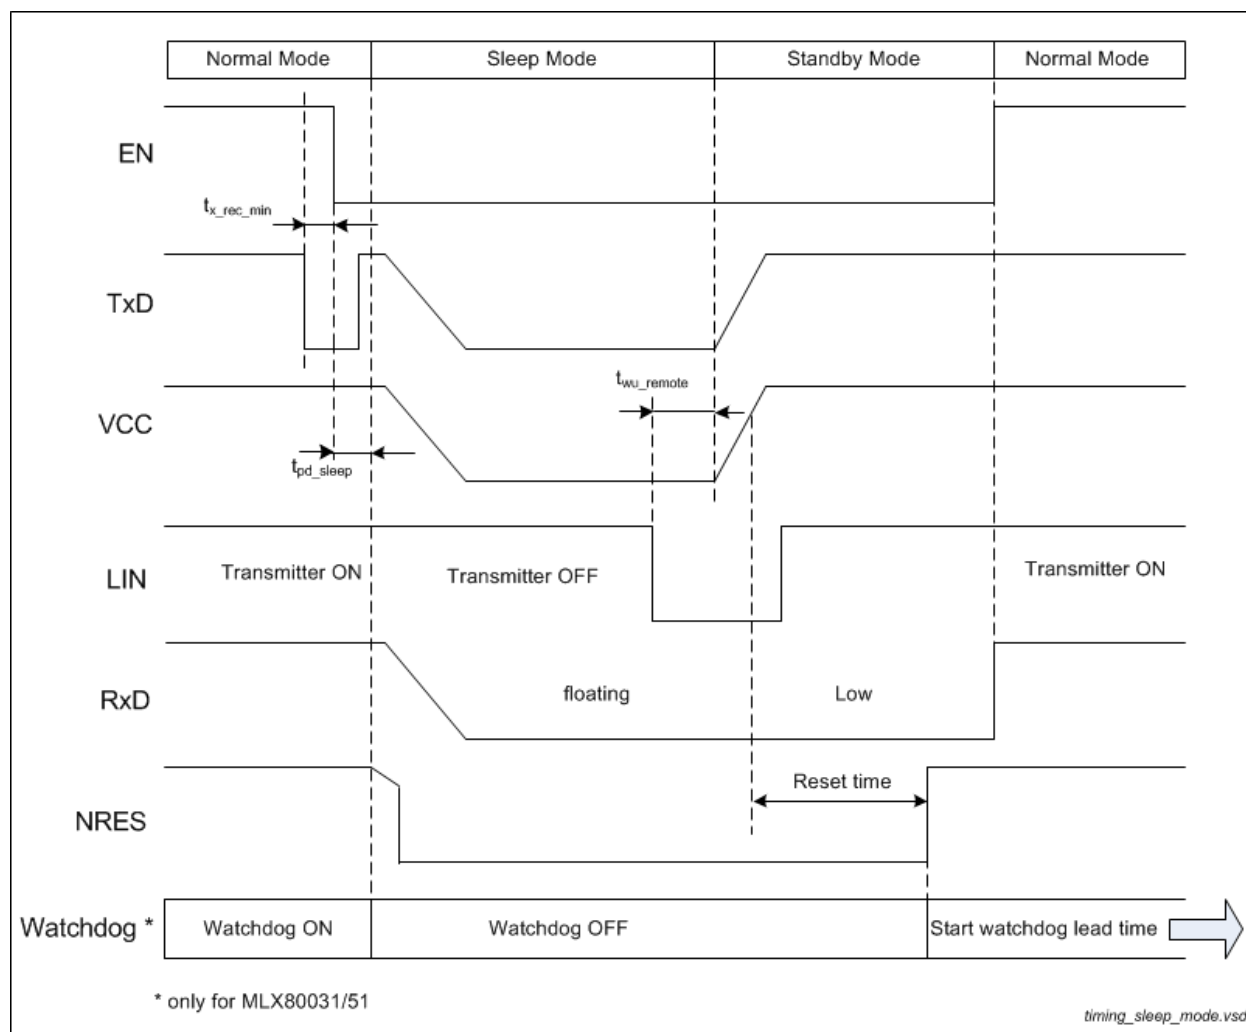 Normal Mode Sleep Mode Standby Mode Normal Mode
EN
tx_rec_min
TxD
twu_remote
VCC
tpd_sleep
LIN Transmitter ON Transmitter OFF Transmitter ON
RxD floating Low
Reset time
NRES
Watchdog * Watchdog ON Watchdog OFF Start watchdog lead time
* only for MLX80031/51
timing_sleep_mode.vsd